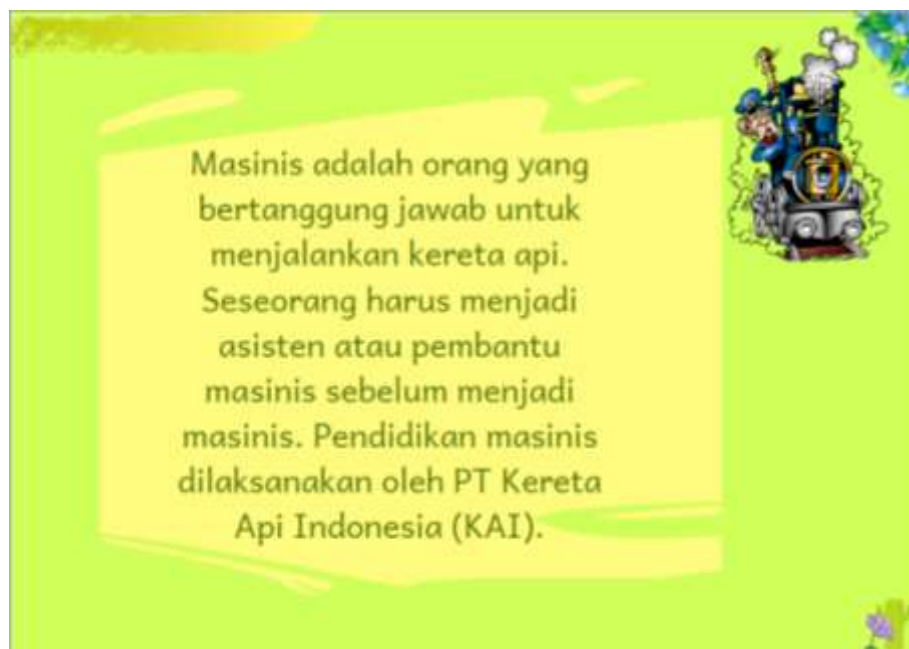 Masinis adalah orang yang
bertanggung jawab untuk
menjalankan kereta api.
Seseorang harus menjadi
asisten atau pembantu
masinis sebelum menjadi
masinis. Pendidikan masinis
dilaksanakan oleh PT Kereta
Api Indonesia (KAI).